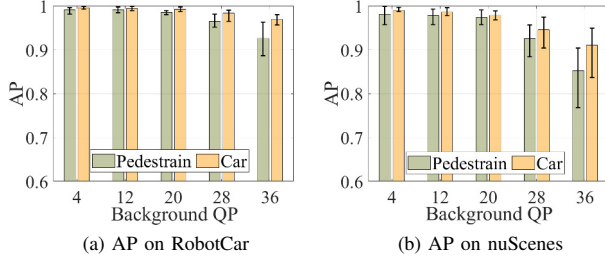 1
0.9
0.8
0.7
0.6
AP
Pedestrain Car
4 12 20 28 36
Background QP
(a) AP on RobotCar
1
0.9
0.8
0.7
0.6
AP
Pedestrain Car
4 12 20 28 36
Background QP
(b) AP on nuScenes